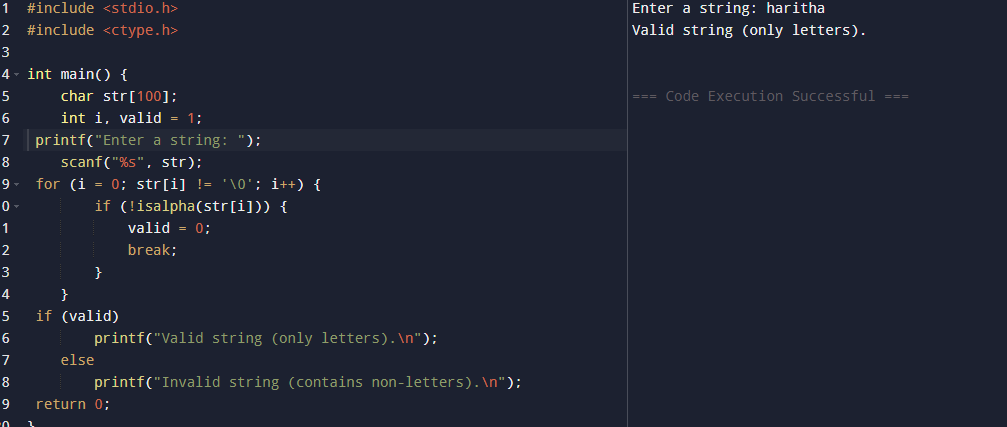 1 #include <stdio.h>
2 #include <ctype.h>
3
4 int main() {
5     char str[100];
6     int i, valid = 1;
7  printf("Enter a string: ");
8     scanf("%s", str);
9  for (i = 0; str[i] != '\0'; i++) {
0         if (!isalpha(str[i])) {
1             valid = 0;
2             break;
3         }
4     }
5  if (valid)
6         printf("Valid string (only letters).\n");
7     else
8         printf("Invalid string (contains non-letters).\n");
9  return 0;
0 }
Enter a string: haritha
Valid string (only letters).
=== Code Execution Successful ===